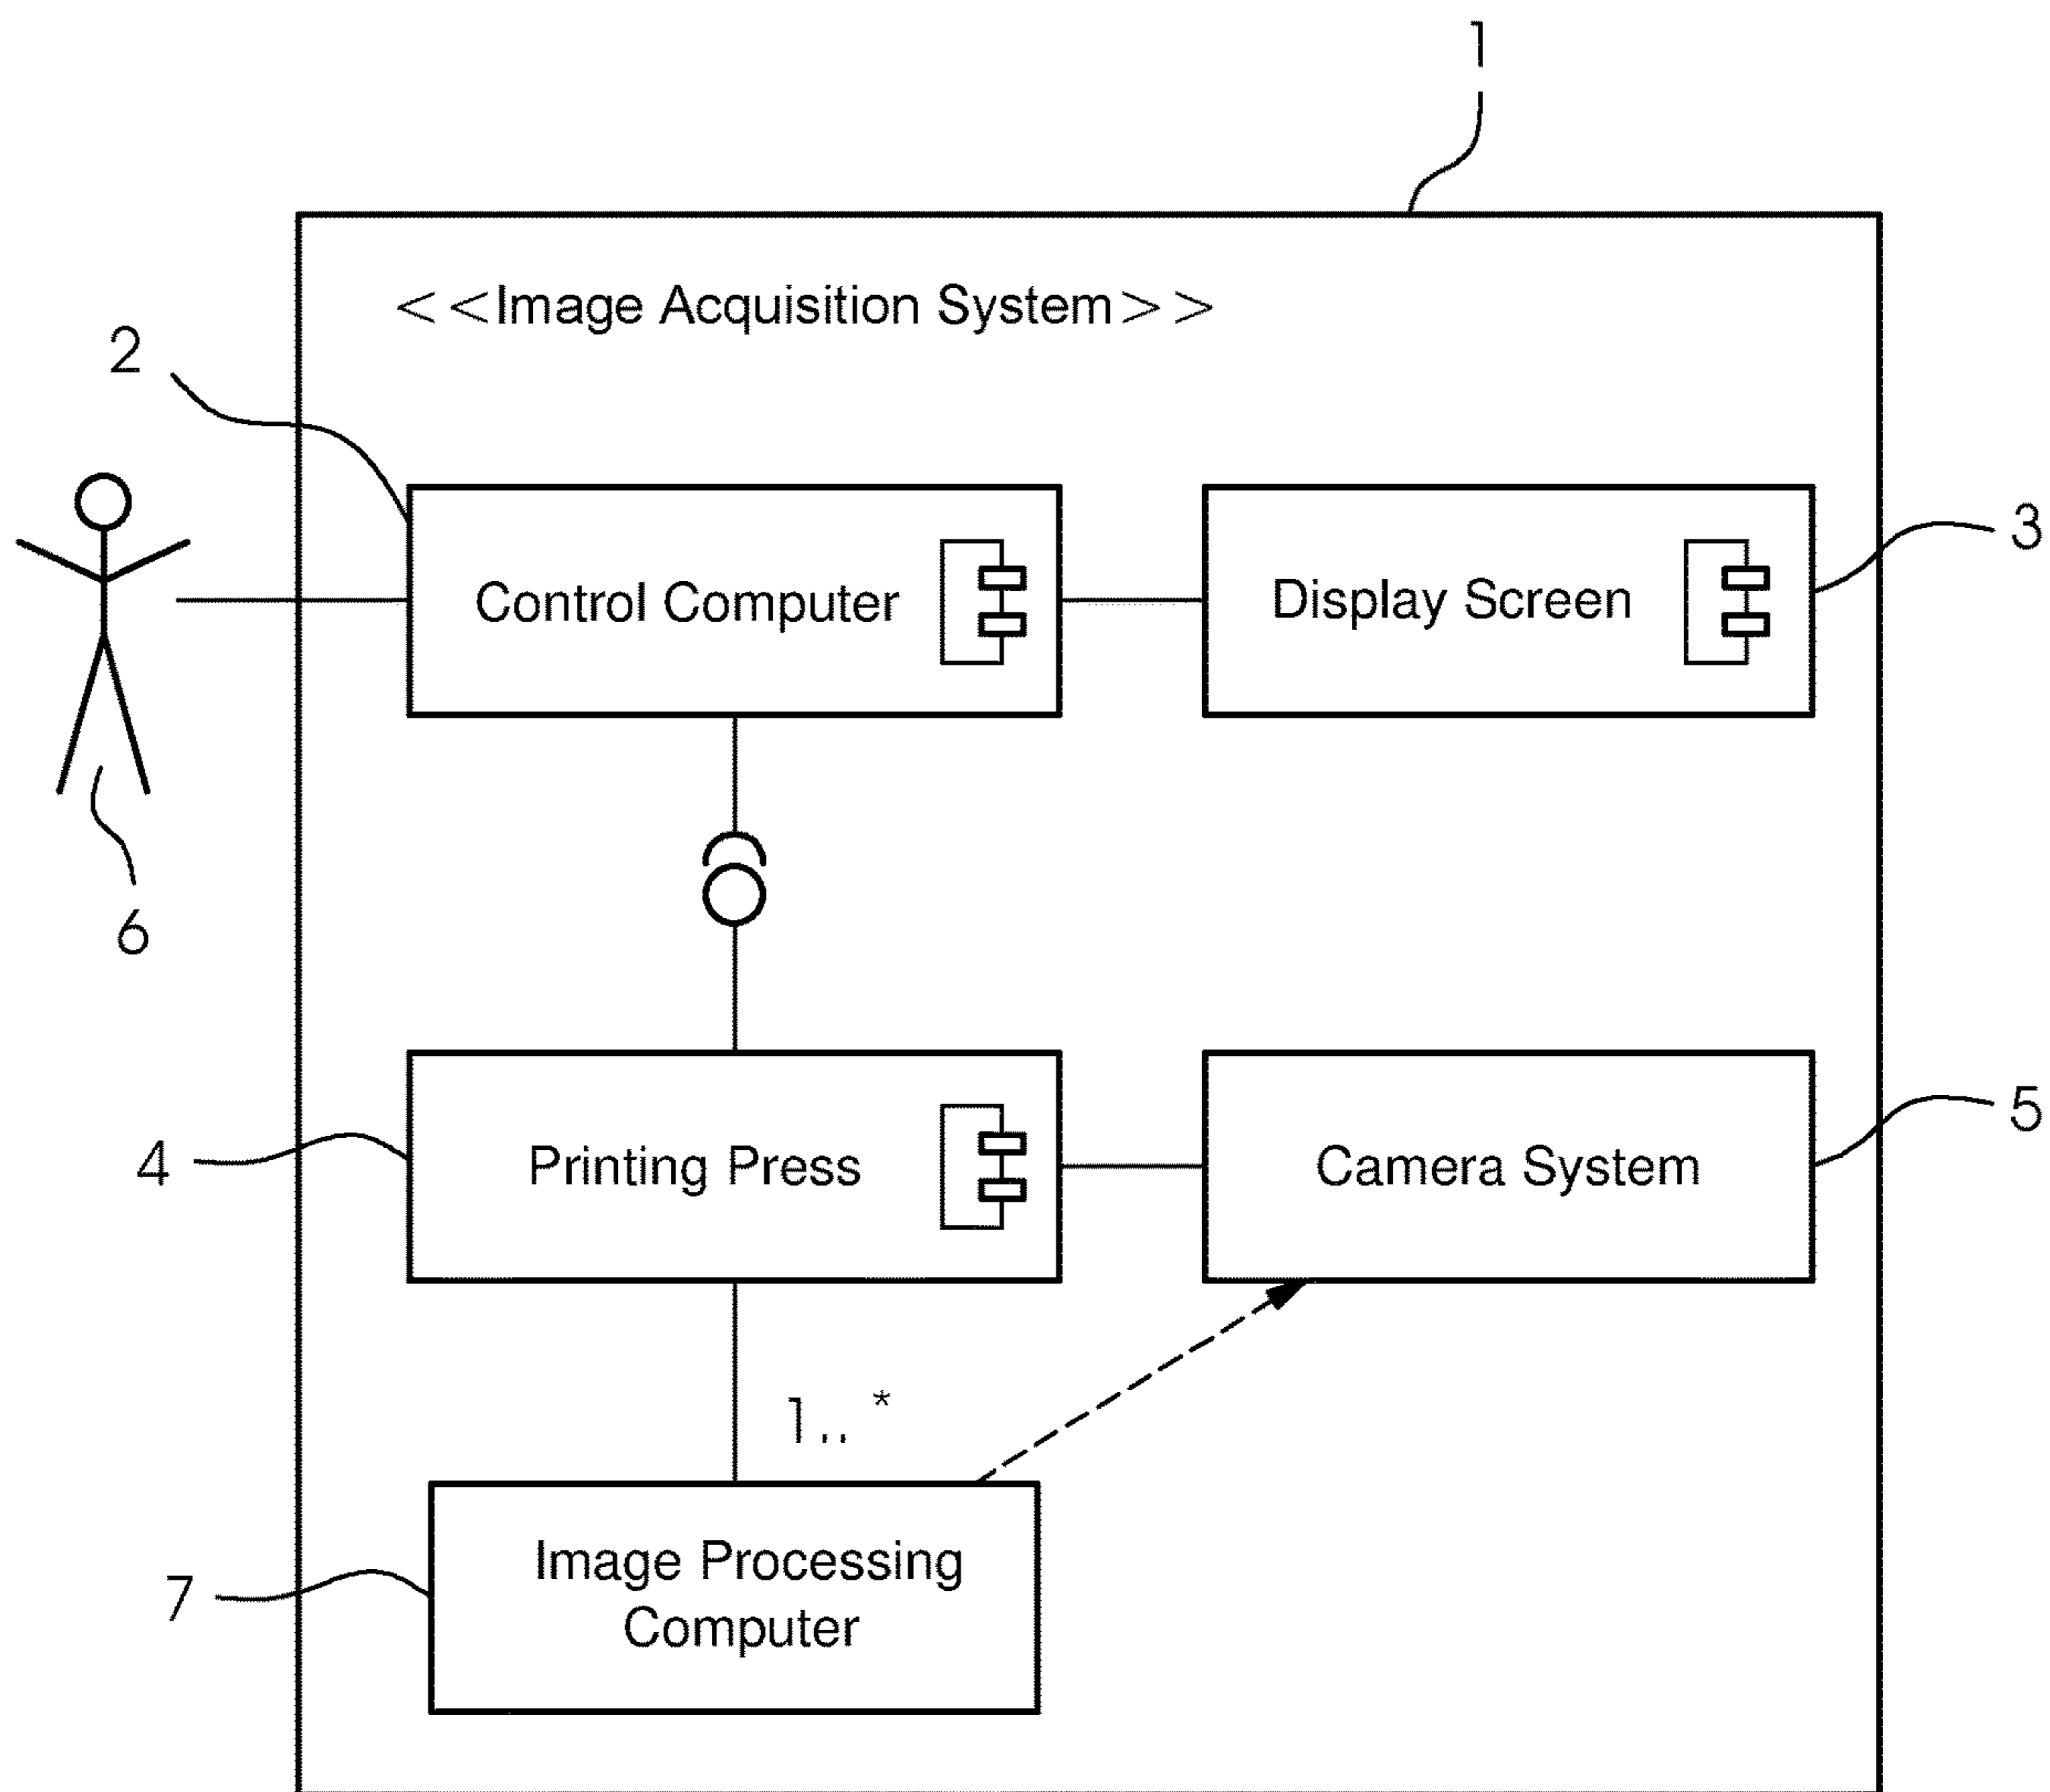 1
<<Image Acquisition System>>
2
Control Computer
Display Screen
3
6
4
Printing Press
Camera System
5
1..*
7
Image Processing
Computer